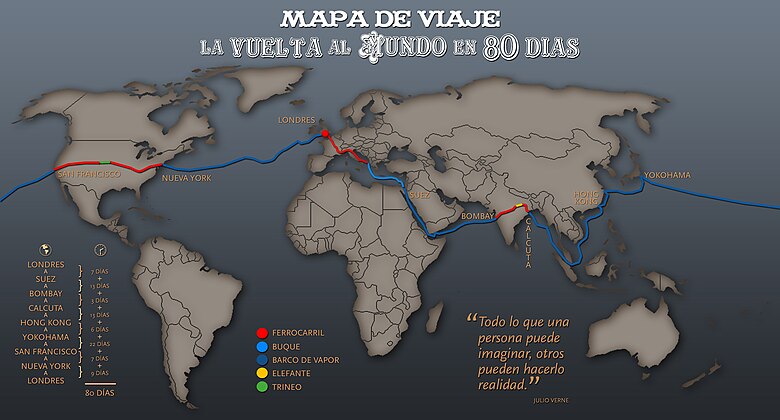 MAPA DE VIAJE
LA VUELTA AL MUNDO EN 80 DIAS
LONDRES
SAN FRANCISCO
NUEVA YORK
SUEZ
BOMBAY
CALCUTA
HONG
KONG
YOKOHAMA
LONDRES
A
SUEZ
A
BOMBAY
A
CALCUTA
A
HONG KONG
A
YOKOHAMA
A
SAN FRANCISCO
A
NUEVA YORK
A
LONDRES
7 DÍAS
+
13 DÍAS
+
3 DÍAS
+
13 DÍAS
+
6 DÍAS
+
22 DÍAS
+
7 DÍAS
+
9 DÍAS
80 DÍAS
FERROCARRIL
BUQUE
BARCO DE VAPOR
ELEFANTE
TRINEO
“Todo lo que una
persona puede
imaginar, otros
pueden hacerlo
realidad.”
JULIO VERNE